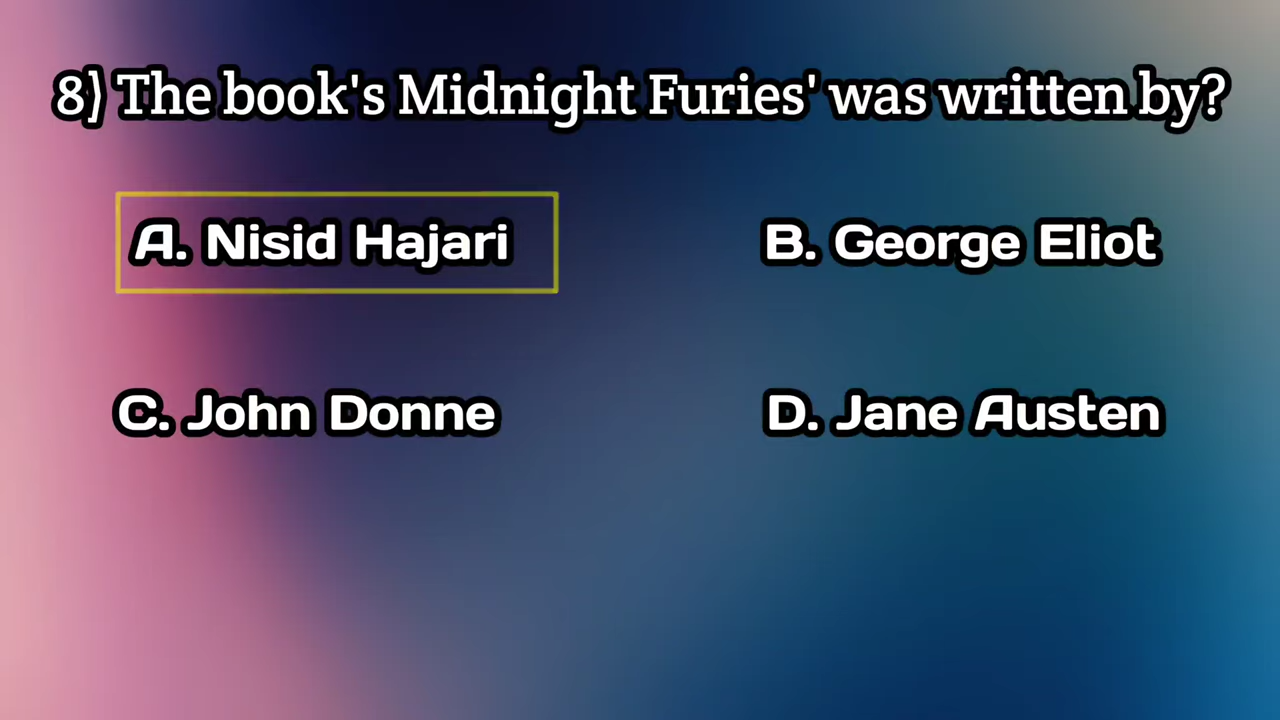 8) The book's Midnight Furies' was written by?
A. Nisid Hajari
B. George Eliot
C. John Donne
D. Jane Austen